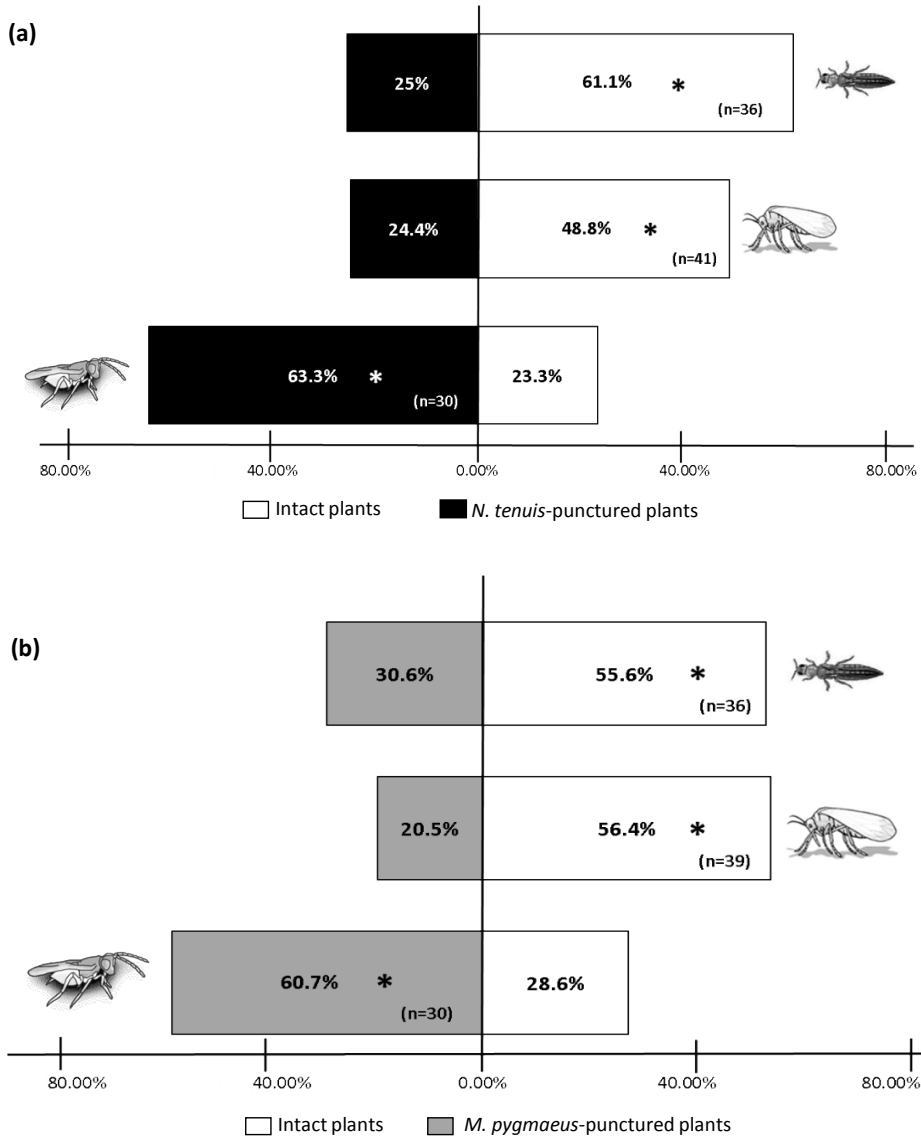 (a)
25% 61.1% *
(n=36)
24.4% 48.8% *
(n=41)
63.3% * 23.3%
(n=30)
80.00% 40.00% 0.00% 40.00% 80.00%
Intact plants N. tenuis-punctured plants
(b)
30.6% 55.6% *
(n=36)
20.5% 56.4% *
(n=39)
60.7% * 28.6%
(n=30)
80.00% 40.00% 0.00% 40.00% 80.00%
Intact plants M. pygmaeus-punctured plants